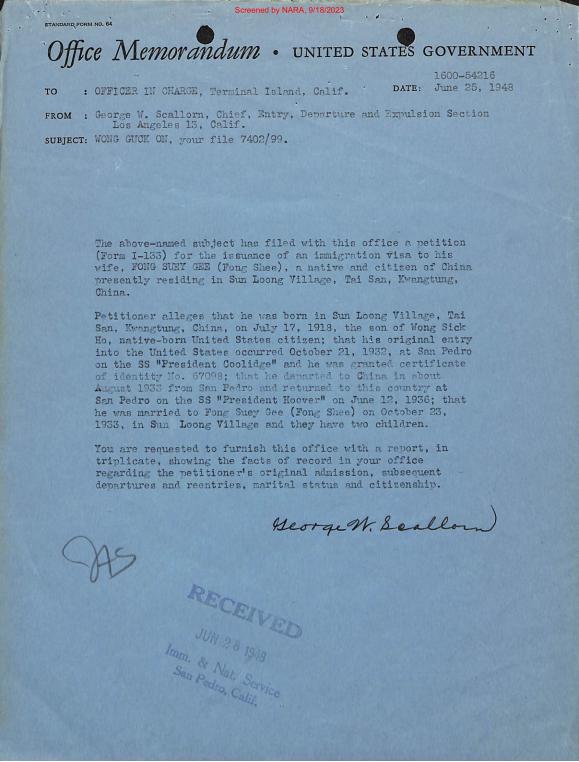 Screened by NARA, 9/18/2023
STANDARD FORM NO. 64
Office Memorandum • UNITED STATES GOVERNMENT
1600-54216
TO : OFFICER IN CHARGE, Terminal Island, Calif. DATE: June 25, 1948
FROM : George W. Scallorn, Chief, Entry, Departure and Expulsion Section
Los Angeles 13, Calif.
SUBJECT: WONG GUCK ON, your file 7402/99.
The above-named subject has filed with this office a petition
(Form I-133) for the issuance of an immigration visa to his
wife, FONG SUEY GEE (Fong Shee), a native and citizen of China
presently residing in Sun Loong Village, Tai San, Kwangtung,
China.
Petitioner alleges that he was born in Sun Loong Village, Tai
San, Kwangtung, China, on July 17, 1918, the son of Wong Sick
Ho, native-born United States citizen; that his original entry
into the United States occurred October 21, 1932, at San Pedro
on the SS "President Coolidge" and he was granted certificate
of identity No. 67098; that he departed to China in about
August 1933 from San Pedro and returned to this country at
San Pedro on the SS "President Hoover" on June 12, 1936; that
he was married to Fong Suey Gee (Fong Shee) on October 23,
1933, in Sun Loong Village and they have two children.
You are requested to furnish this office with a report, in
triplicate, showing the facts of record in your office
regarding the petitioner's original admission, subsequent
departures and reentries, marital status and citizenship.
George W. Scallorn
RECEIVED
JUN 28 1948
Imm. & Nat. Service
San Pedro, Calif.